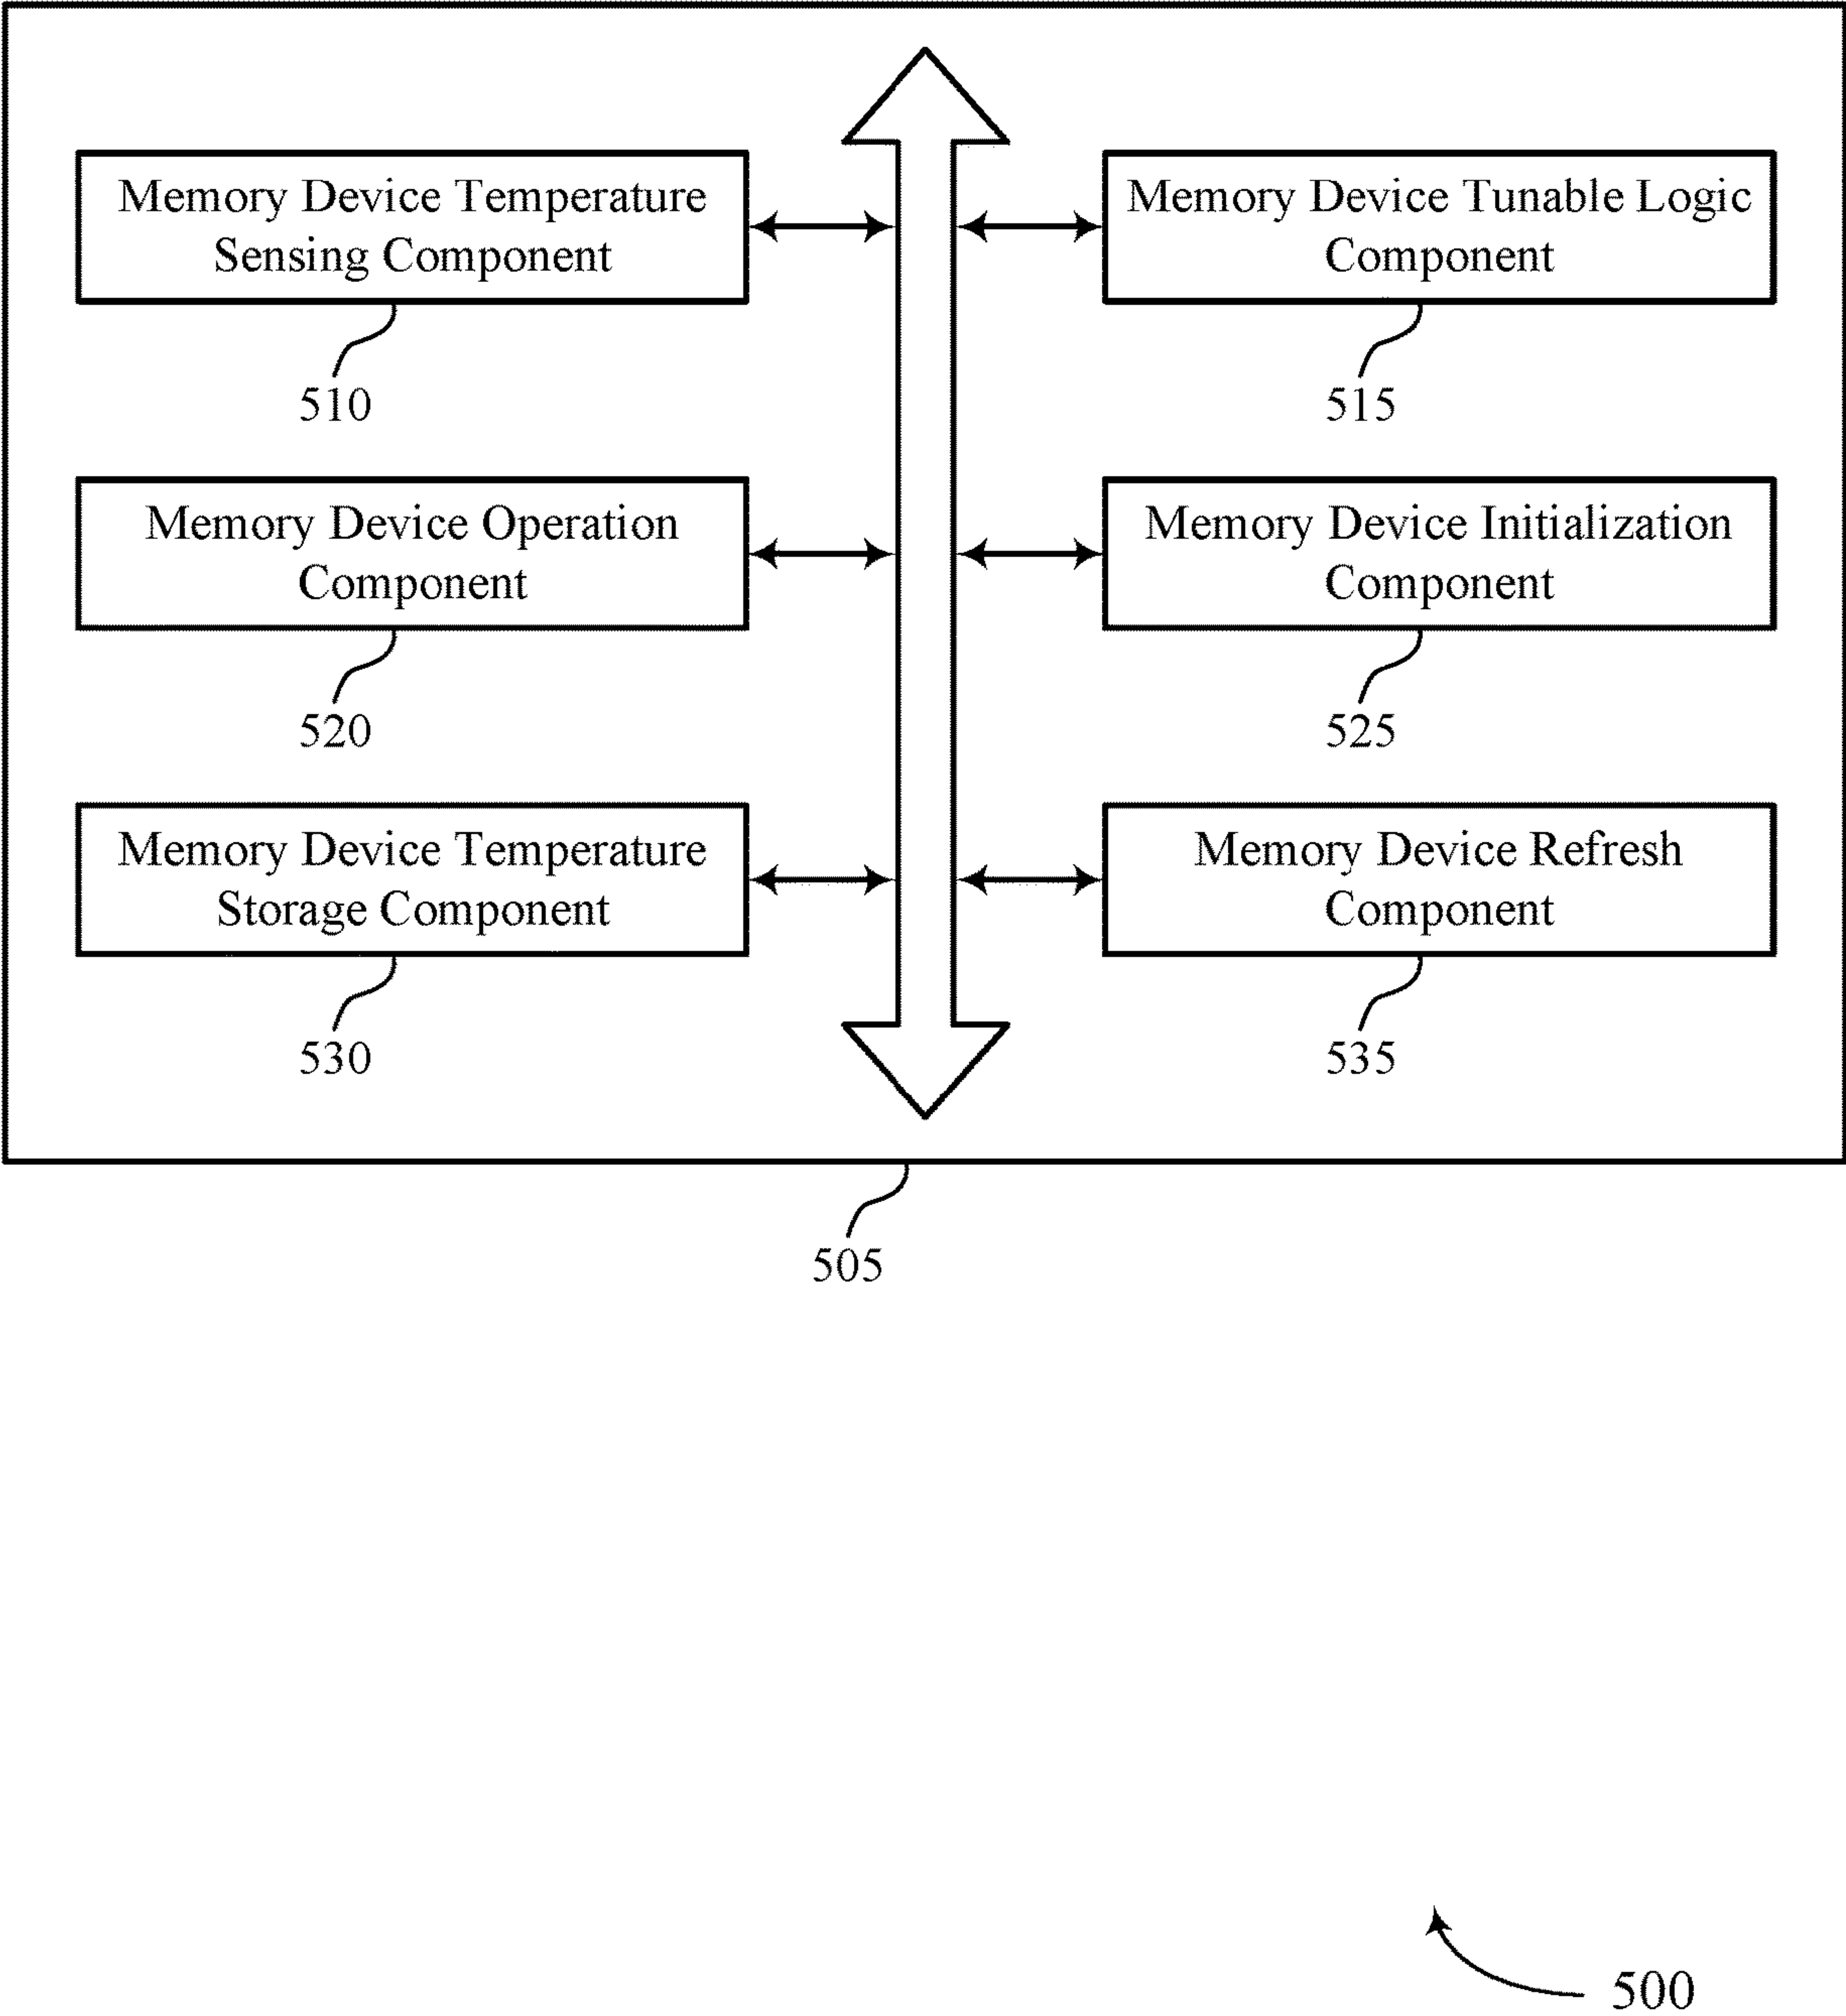 Memory Device Temperature
Sensing Component
510
Memory Device Tunable Logic
Component
515
Memory Device Operation
Component
520
Memory Device Initialization
Component
525
Memory Device Temperature
Storage Component
530
Memory Device Refresh
Component
535
505
500